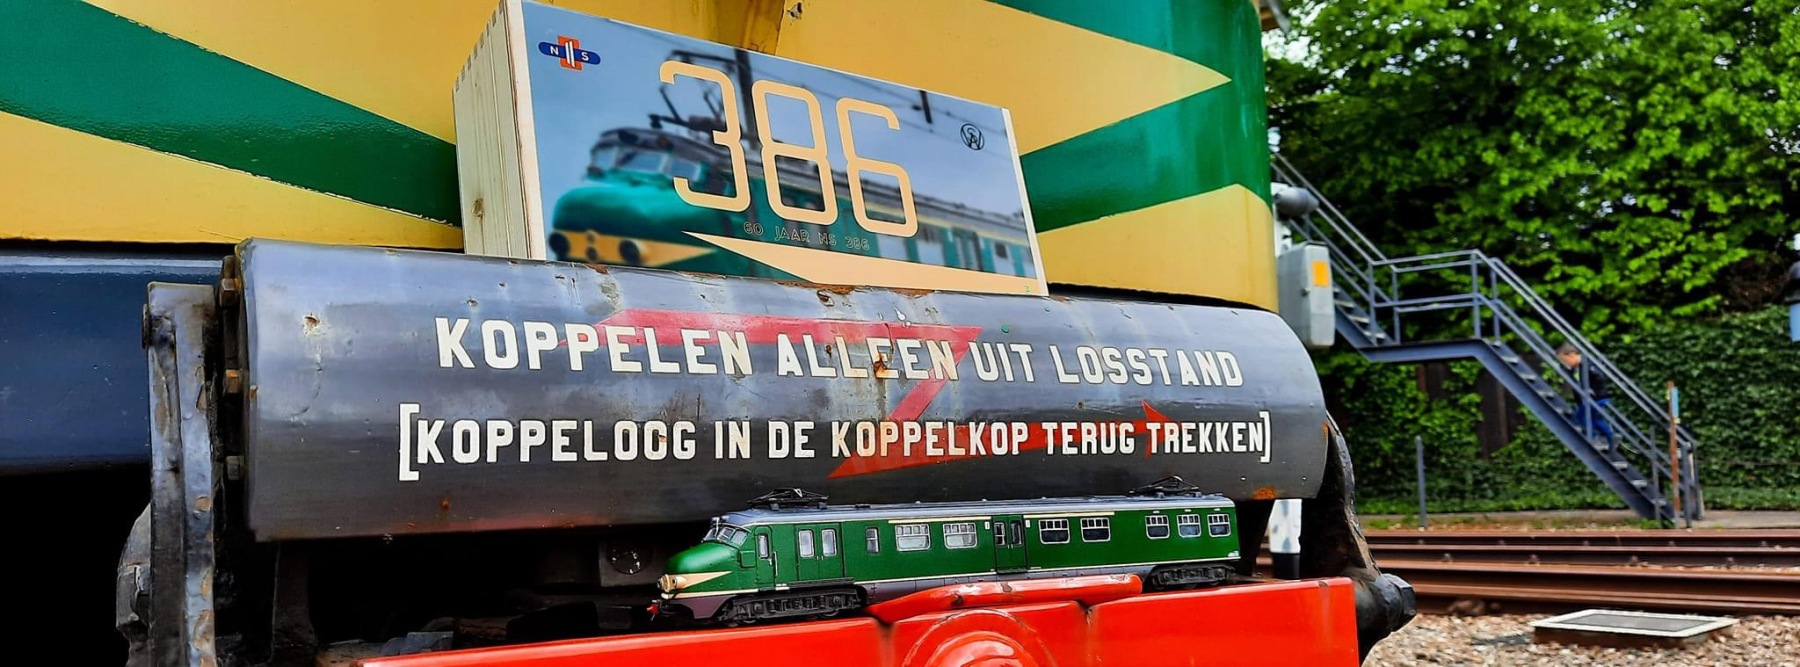 NS
386
60 JAAR NS 386
KOPPELEN ALLEEN UIT LOSSTAND
[KOPPELOOG IN DE KOPPELKOP TERUG TREKKEN]